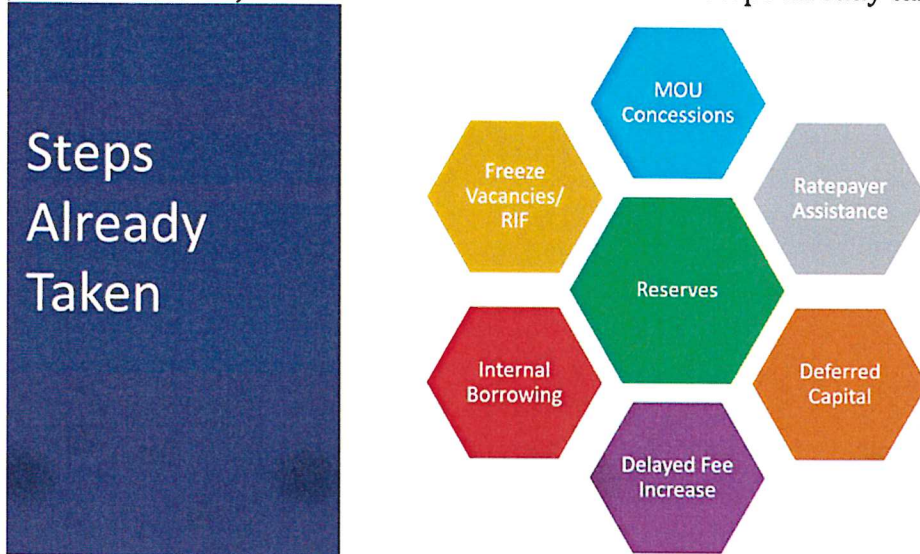 Steps
Already
Taken
MOU
Concessions
Freeze
Vacancies/
RIF
Ratepayer
Assistance
Reserves
Internal
Borrowing
Deferred
Capital
Delayed Fee
Increase